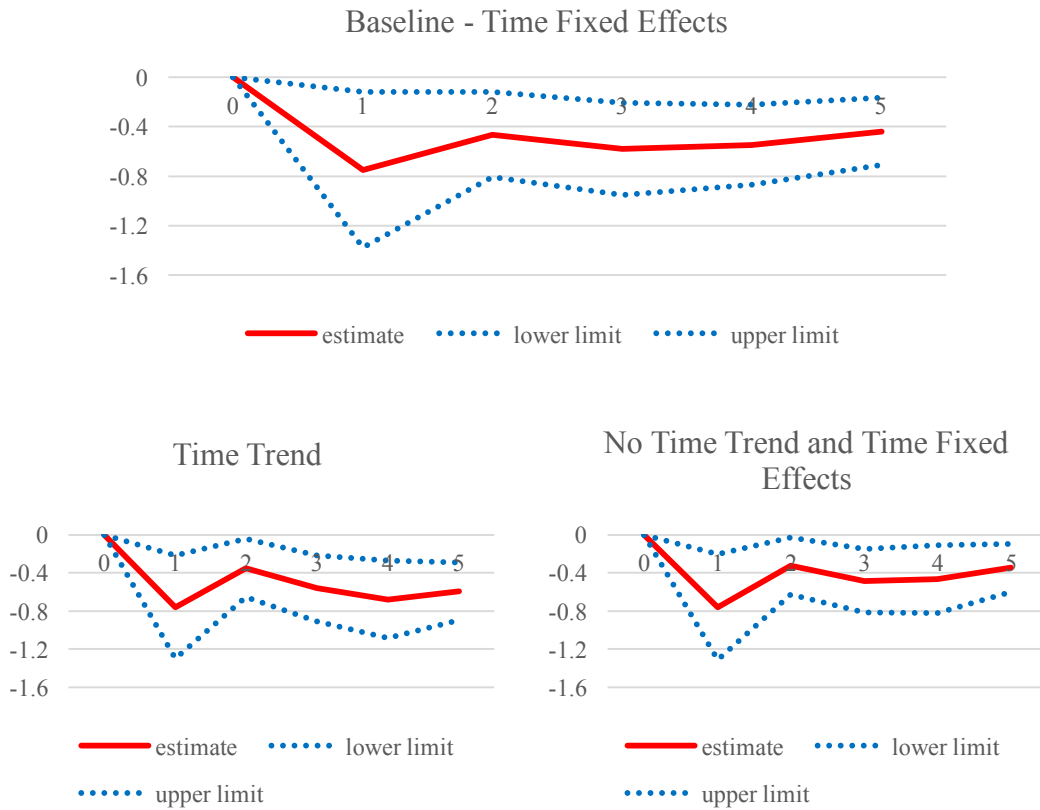 Baseline - Time Fixed Effects
0
0 1 2 3 4 5
-0.4
-0.8
-1.2
-1.6
estimate lower limit upper limit
Time Trend
0
0 1 2 3 4 5
-0.4
-0.8
-1.2
-1.6
estimate lower limit
upper limit
No Time Trend and Time Fixed
Effects
0
0 1 2 3 4 5
-0.4
-0.8
-1.2
-1.6
estimate lower limit
upper limit